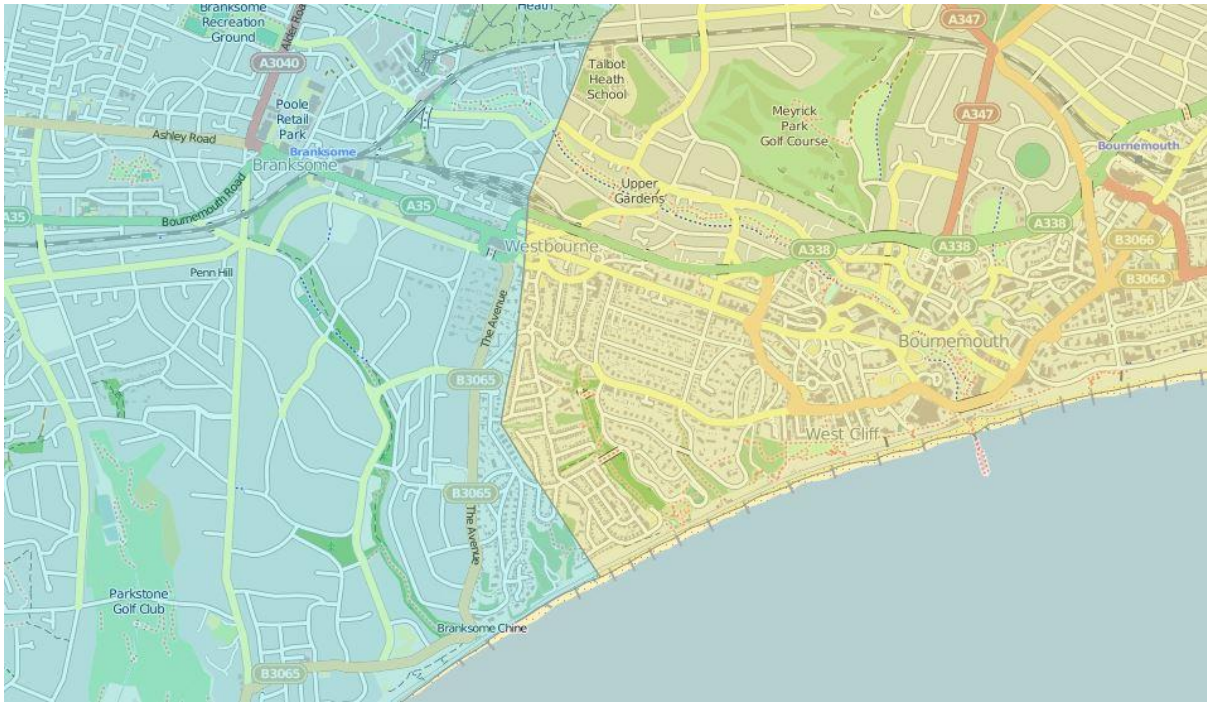 Branksome
Recreation
Ground
Alder Roa
Heath
A3040
Poole
Retail
Park
Ashley Road
Branksome
Branksome
Bournemouth Road
A35
A35
Penn Hill
Westbourne
The Avenue
B3065
B3065
The Avenue
Parkstone
Golf Club
Branksome Chine
B3065
Talbot
Heath
School
Meyrick
Park
Golf Course
A347
A347
Upper
Gardens
Bournemouth
A338
A338
A338
B3066
B3064
Bournemouth
West Cliff